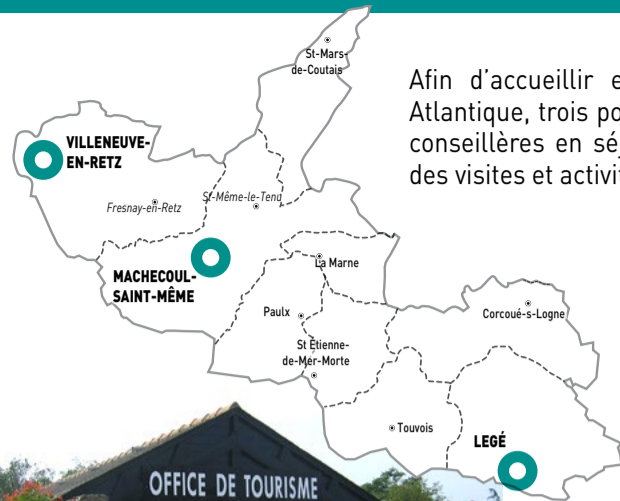 St-Mars-
de-Coutais
Afin d'accueillir e
Atlantique, trois po
conseillères en séj
des visites et activit
VILLENEUVE-
EN-RETZ
Fresnay-en-Retz
St-Même-le-Tenu
MACHECOUL-
SAINT-MÊME
La Marne
Paulx
Corcoué-s-Logne
St Etienne-
de-Mer-Morte
Touvois
LEGÉ
OFFICE DE TOURISME